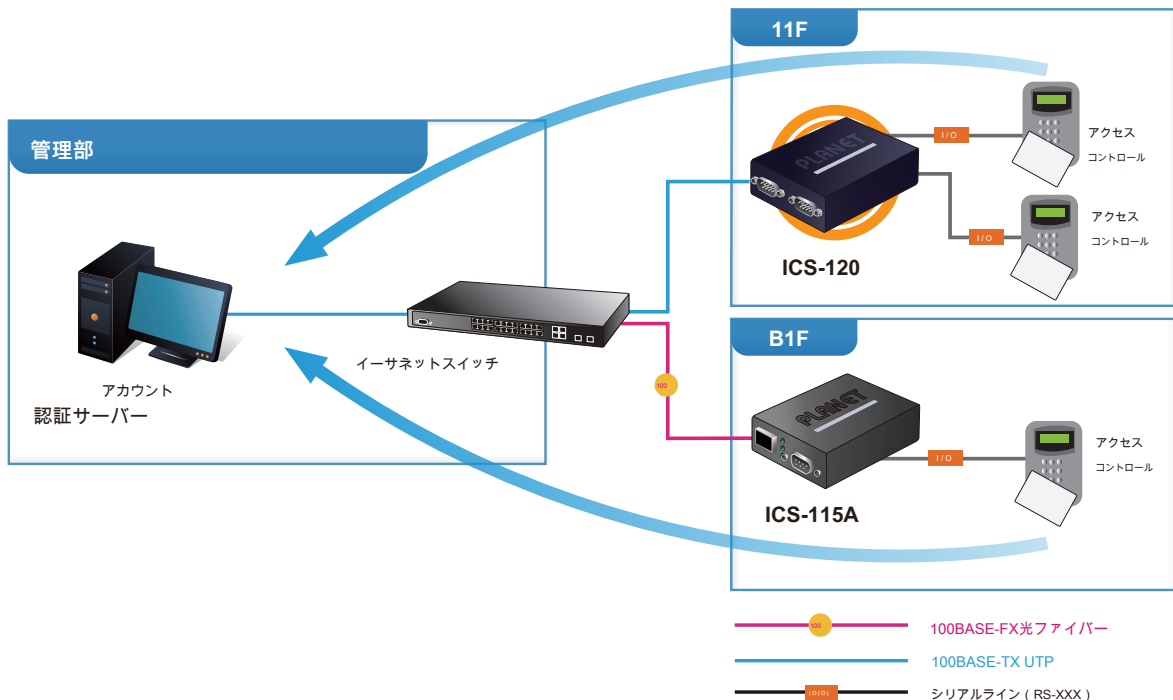 11F
I/O
アクセス
コントロール
PLANET
I/O
アクセス
コントロール
ICS-120
管理部
イーサネットスイッチ
アカウント
認証サーバー
B1F
100
PLANET
I/O
アクセス
コントロール
ICS-115A
100
100BASE-FX光ファイバー
100BASE-TX UTP
IOIOI
シリアルライン ( RS-XXX )